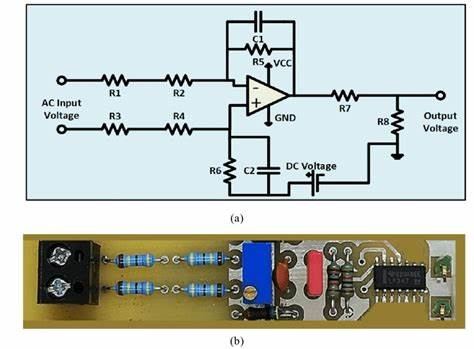 C1
R5
VCC
R1
R2
AC Input
Voltage
R3
R4
GND
R7
R8
Output
Voltage
R6
C2
DC Voltage
(a)
(b)